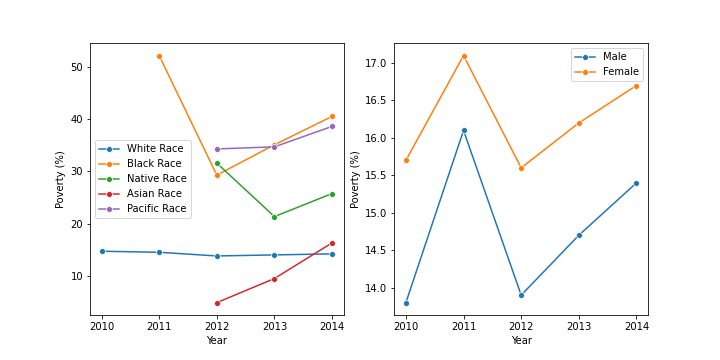 50
40
30
20
10
Poverty (%)
White Race
Black Race
Native Race
Asian Race
Pacific Race
2010 2011 2012 2013 2014
Year
17.0
16.5
16.0
15.5
15.0
14.5
14.0
Poverty (%)
Male
Female
2010 2011 2012 2013 2014
Year